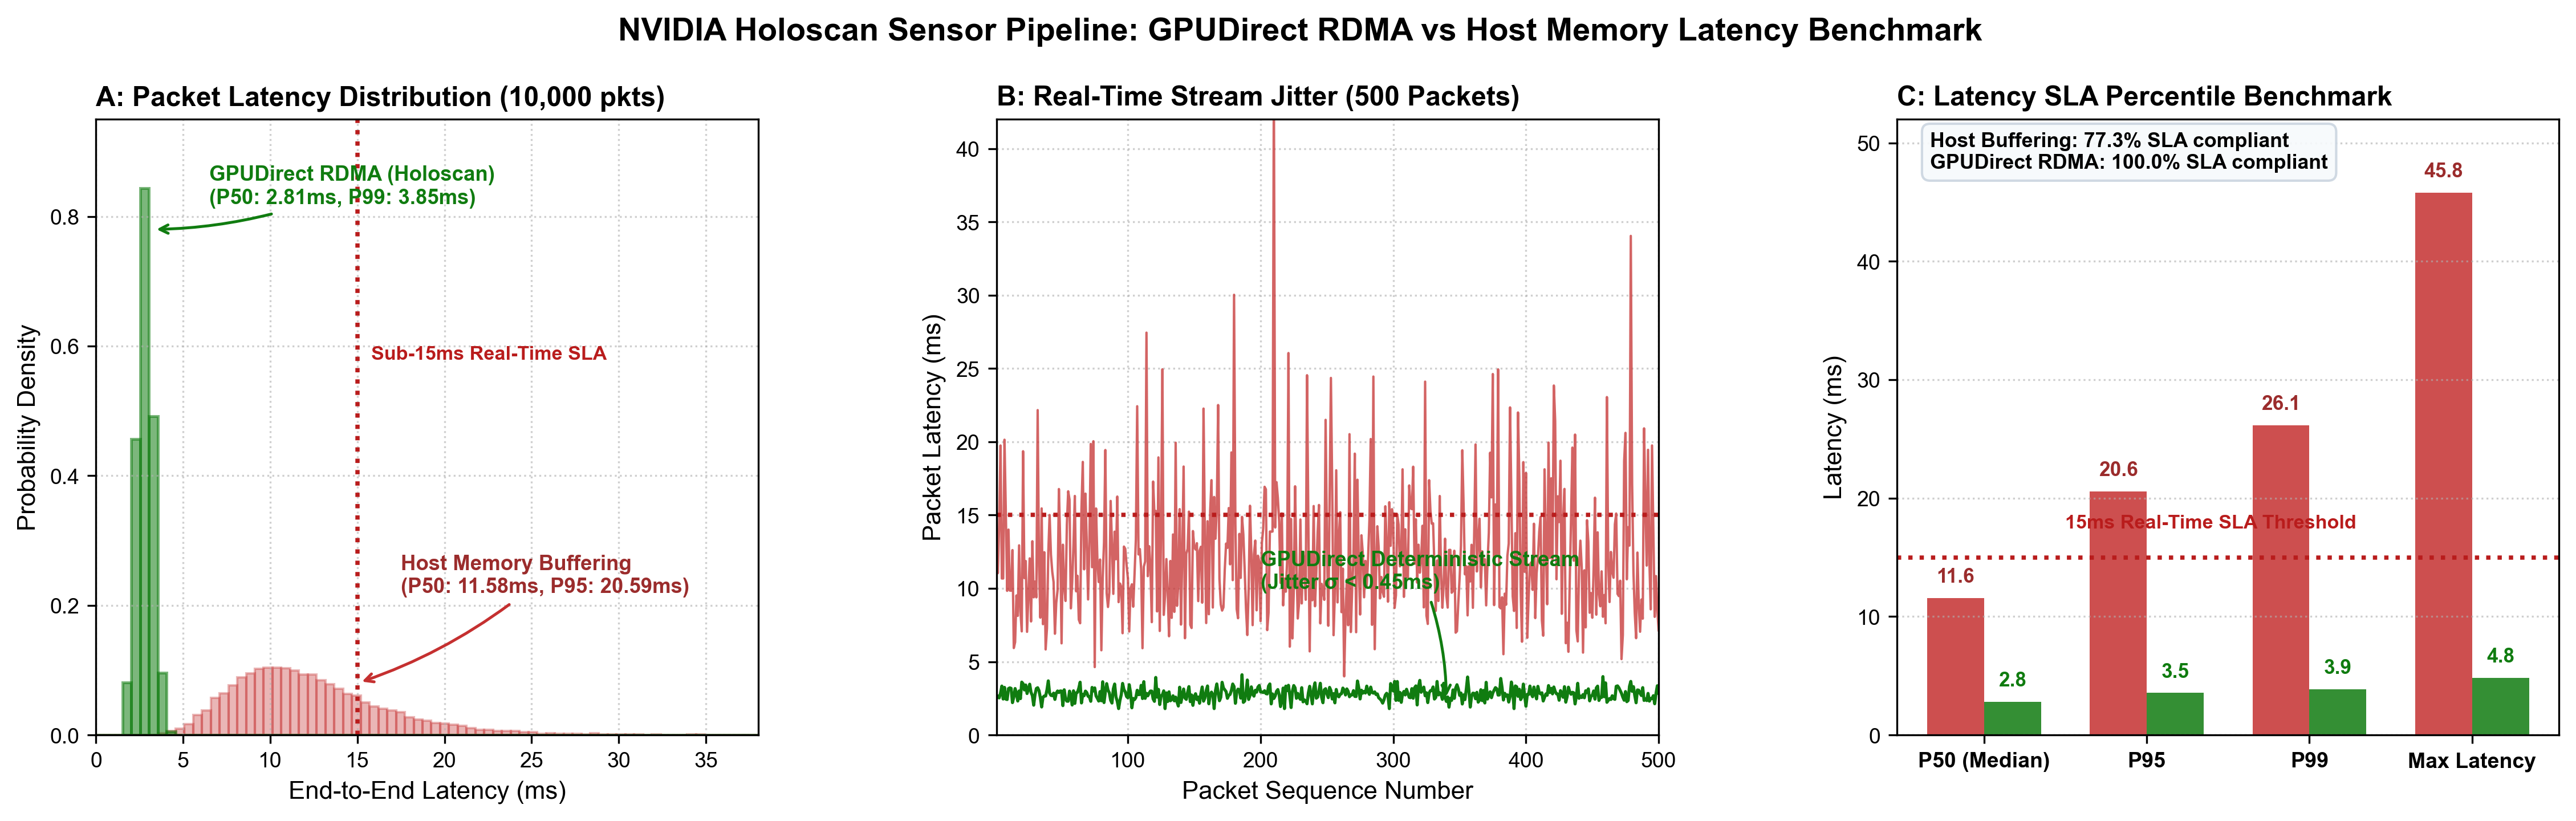 NVIDIA Holoscan Sensor Pipeline: GPUDirect RDMA vs Host Memory Latency Benchmark
A: Packet Latency Distribution (10,000 pkts)
Probability Density
0.8
0.6
0.4
0.2
0.0
GPUDirect RDMA (Holoscan)
(P50: 2.81ms, P99: 3.85ms)
Sub-15ms Real-Time SLA
Host Memory Buffering
(P50: 11.58ms, P95: 20.59ms)
0 5 10 15 20 25 30 35
End-to-End Latency (ms)
B: Real-Time Stream Jitter (500 Packets)
Packet Latency (ms)
40
35
30
25
20
15
10
5
0
GPUDirect Deterministic Stream
(Jitter σ < 0.45ms)
100 200 300 400 500
Packet Sequence Number
C: Latency SLA Percentile Benchmark
Latency (ms)
50
40
30
20
10
0
Host Buffering: 77.3% SLA compliant
GPUDirect RDMA: 100.0% SLA compliant
45.8
26.1
20.6
15ms Real-Time SLA Threshold
11.6
2.8
3.5
3.9
4.8
P50 (Median) P95 P99 Max Latency